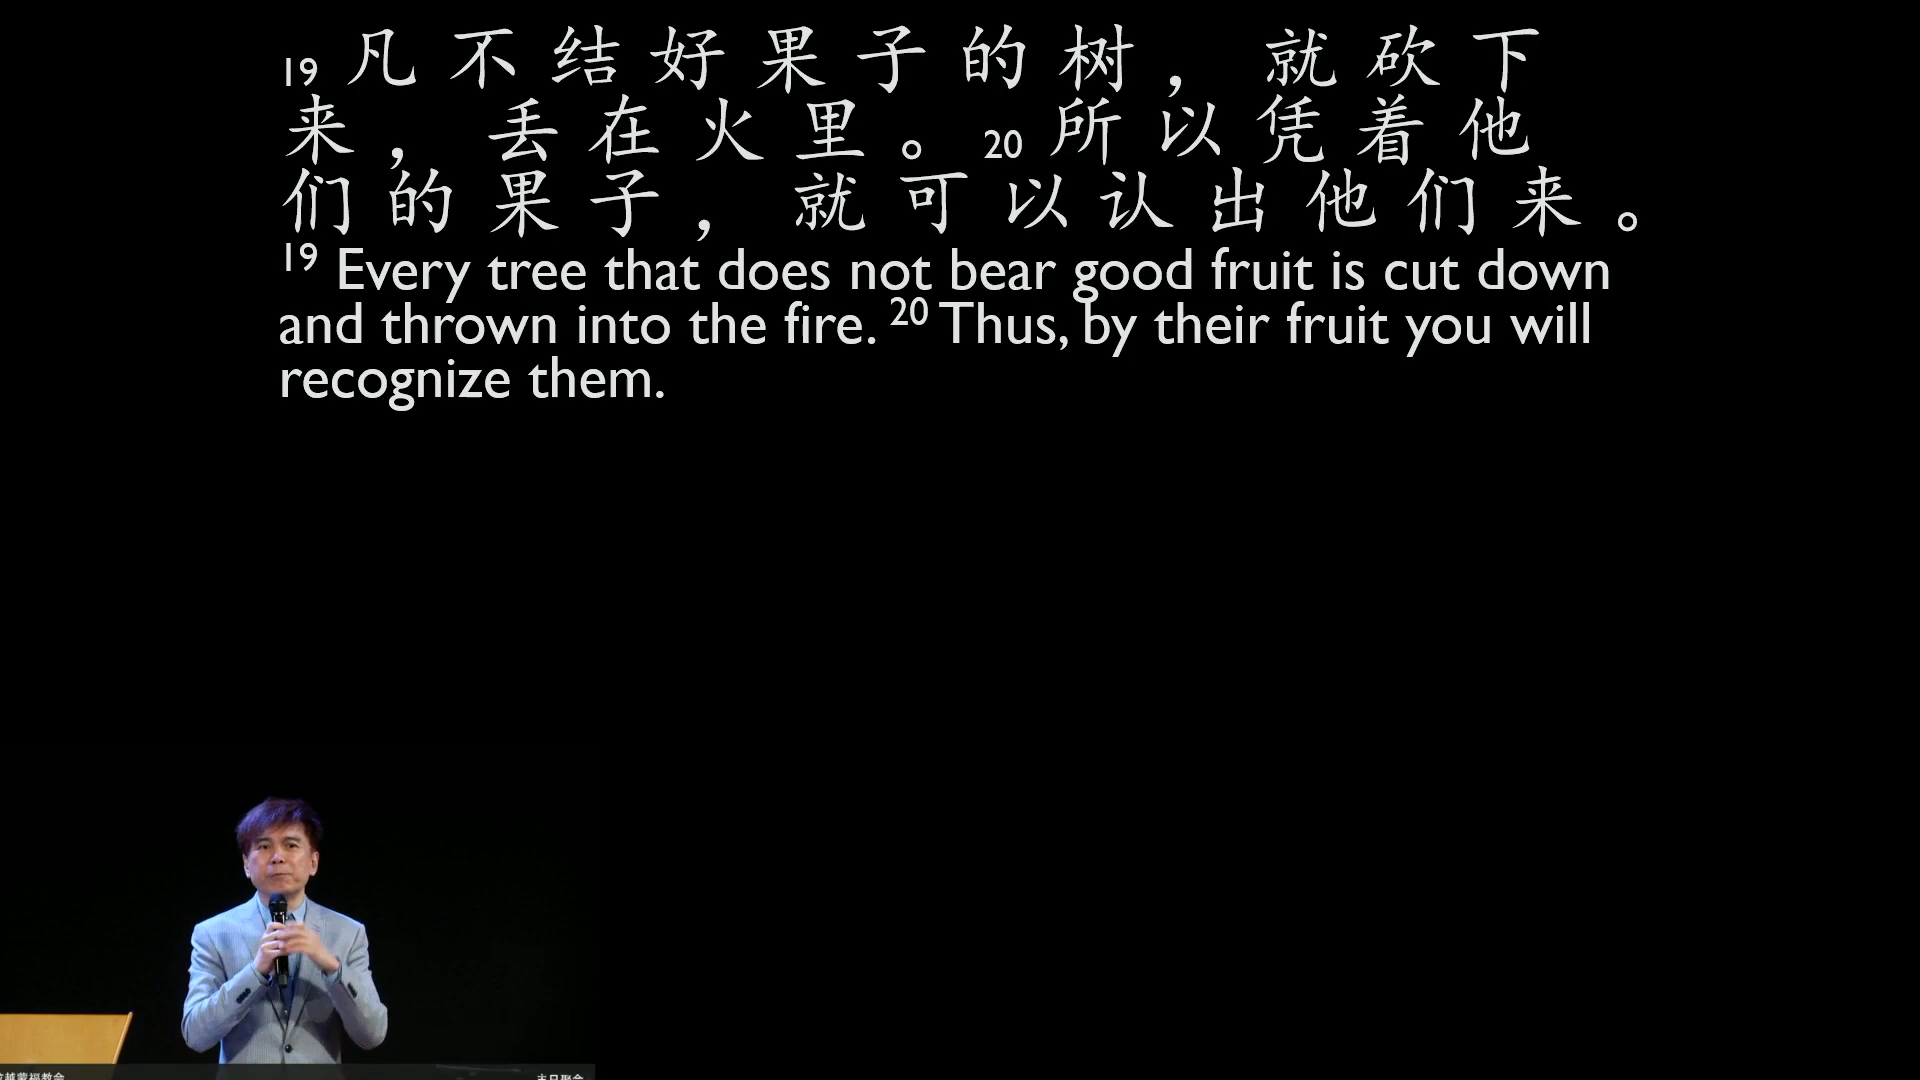 19 凡不结好果子的树，就砍下
来，丢在火里。20 所以凭着他
们的果子，就可以认出他们来。
19 Every tree that does not bear good fruit is cut down
and thrown into the fire. 20 Thus, by their fruit you will
recognize them.